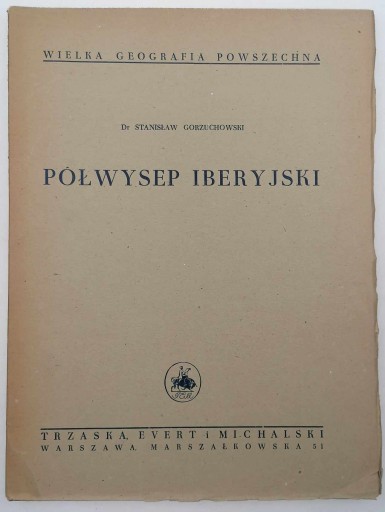 WIELKA GEOGRAFIA POWSZECHNA
Dr STANISŁAW GORZUCHOWSKI
PÓŁWYSEP IBERYJSKI
TRZASKA, EVERT i MICHALSKI
WARSZAWA, MARSZAŁKOWSKA 51